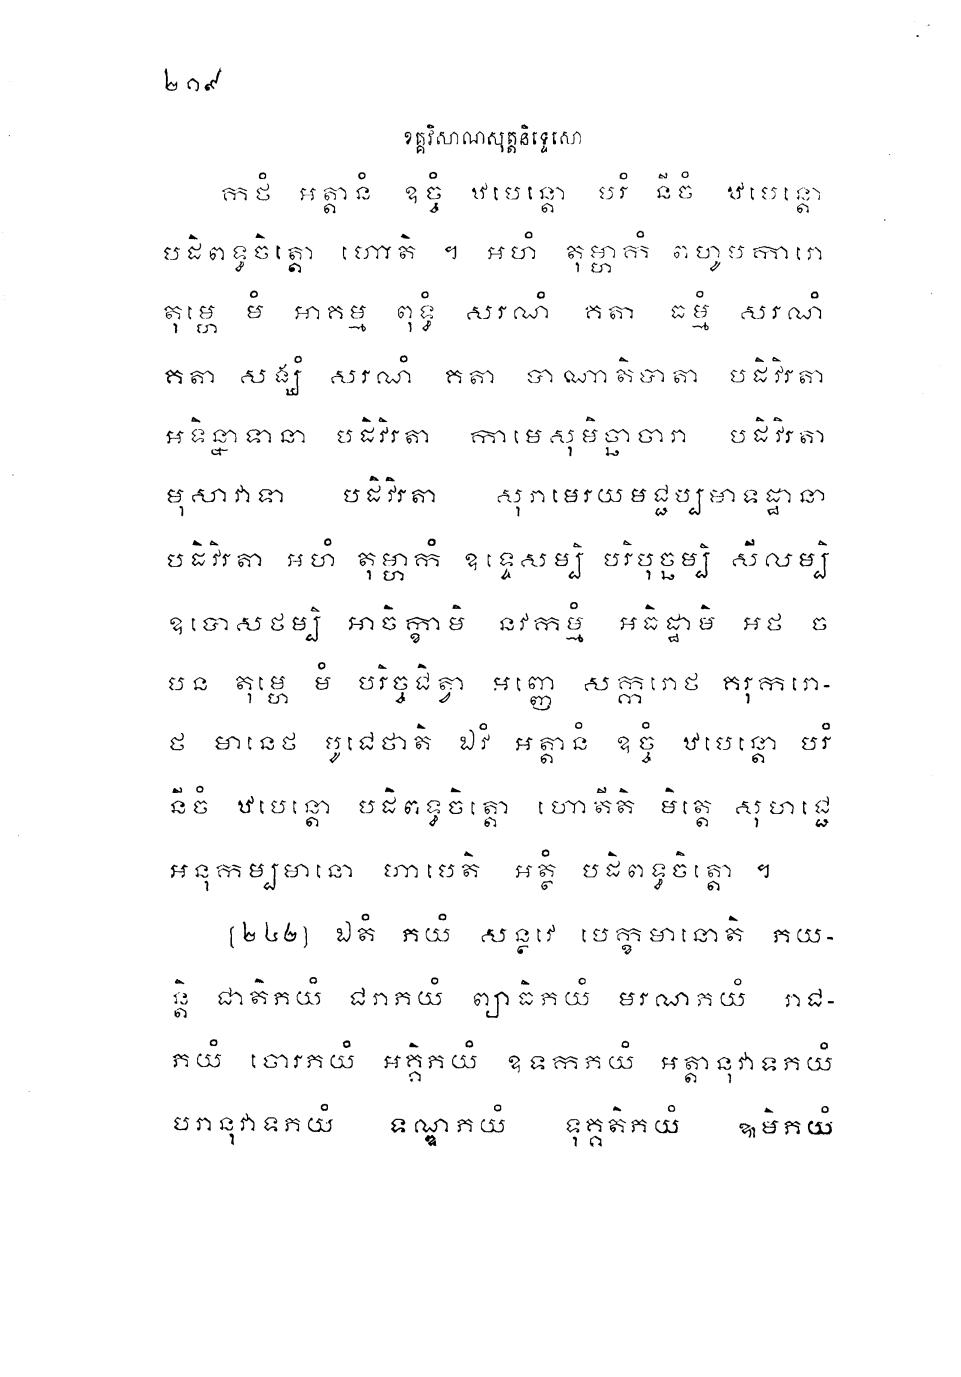 ២១៩
ខគ្គវិសាណសុត្តនិទ្ទេសោ
កថំ អត្តានំ ឧច្ចំ ឋបេន្តោ បរំ នីចំ ឋបេន្តោ
បដិពទ្ធចិត្តោ ហោតិ ។ អហំ តុម្ហាកំ ពហូបការោ
តុម្ហេ មំ អាគម្ម ពុទ្ធំ សរណំ គតា ធម្មំ សរណំ
គតា សង្ឃំ សរណំ គតា បាណាតិបាតា បដិវិរតា
អទិន្នាទានា បដិវិរតា កាមេសុមិច្ឆាចារា បដិវិរតា
មុសាវាទា បដិវិរតា សុរាមេរយមជ្ជប្បមាទដ្ឋានា
បដិវិរតា អហំ តុម្ហាកំ ឧទ្ទេសម្បិ បរិបុច្ឆម្បិ សីលម្បិ
ឧបោសថម្បិ អាចិក្ខាមិ នវកម្មំ អធិដ្ឋាមិ អថ ច
បន តុម្ហេ មំ បរិច្ចជិត្វា អញ្ញេ សក្ករោថ គរុករោ-
ថ មានេថ បូជេថាតិ ឯវំ អត្តានំ ឧច្ចំ ឋបេន្តោ បរំ
នីចំ ឋបេន្តោ បដិពទ្ធចិត្តោ ហោតីតិ មិត្តេ សុហជ្ជេ
អនុកម្បមានោ ហាបេតិ អត្ថំ បដិពទ្ធចិត្តោ ។
[២៤២] ឯតំ ភយំ សន្ថវេ បេក្ខមានោតិ ភយ-
ន្តិ ជាតិភយំ ជរាភយំ ព្យាធិភយំ មរណភយំ រាជ-
ភយំ ចោរភយំ អគ្គិភយំ ឧទកភយំ អត្តានុវាទភយំ
បរានុវាទភយំ ទណ្ឌភយំ ទុគ្គតិភយំ ឩមិភយំ